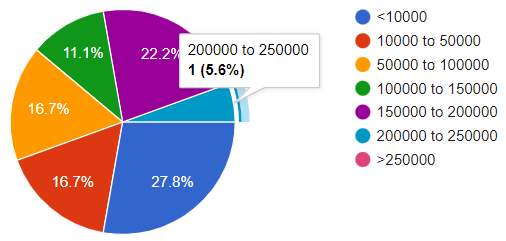 11.1%
22.2%
200000 to 250000
1 (5.6%)
16.7%
16.7%
27.8%
<10000
10000 to 50000
50000 to 100000
100000 to 150000
150000 to 200000
200000 to 250000
>250000